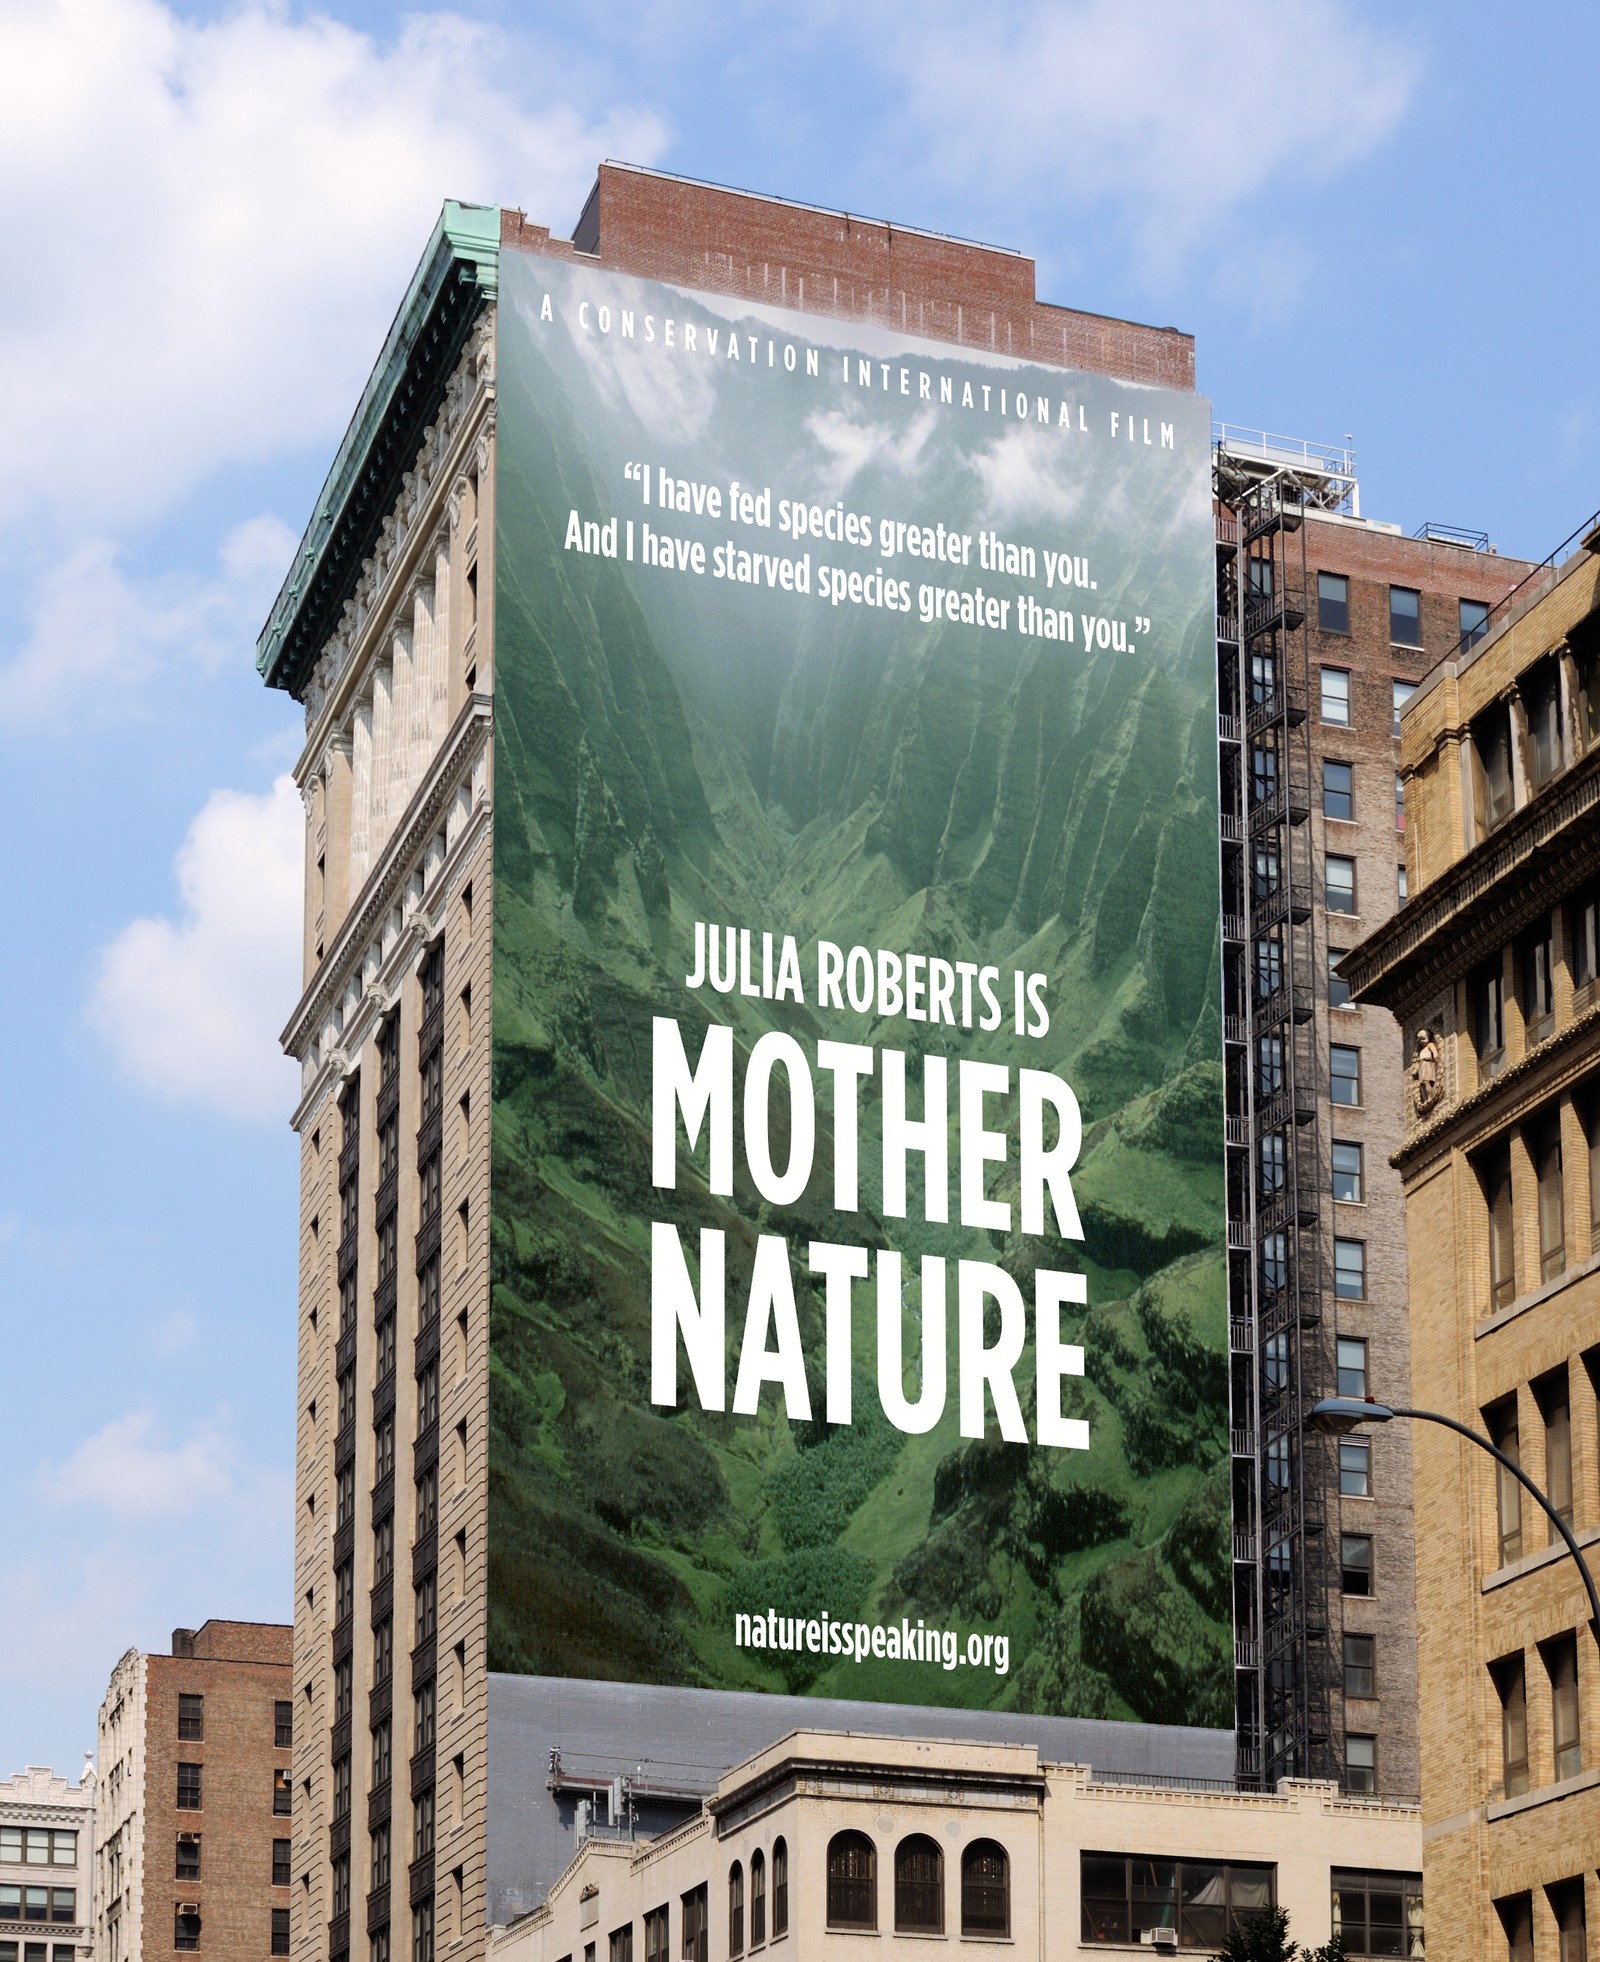 A CONSERVATION INTERNATIONAL FILM
“I have fed species greater than you.
And I have starved species greater than you.”
JULIA ROBERTS IS
MOTHER
NATURE
natureisspeaking.org